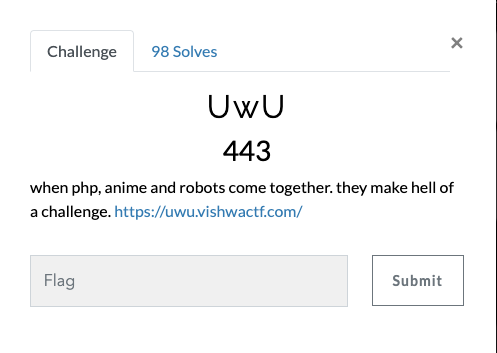 Challenge
98 Solves
×
UwU
443
when php, anime and robots come together. they make hell of
a challenge. https://uwu.vishwactf.com/
Flag
Submit